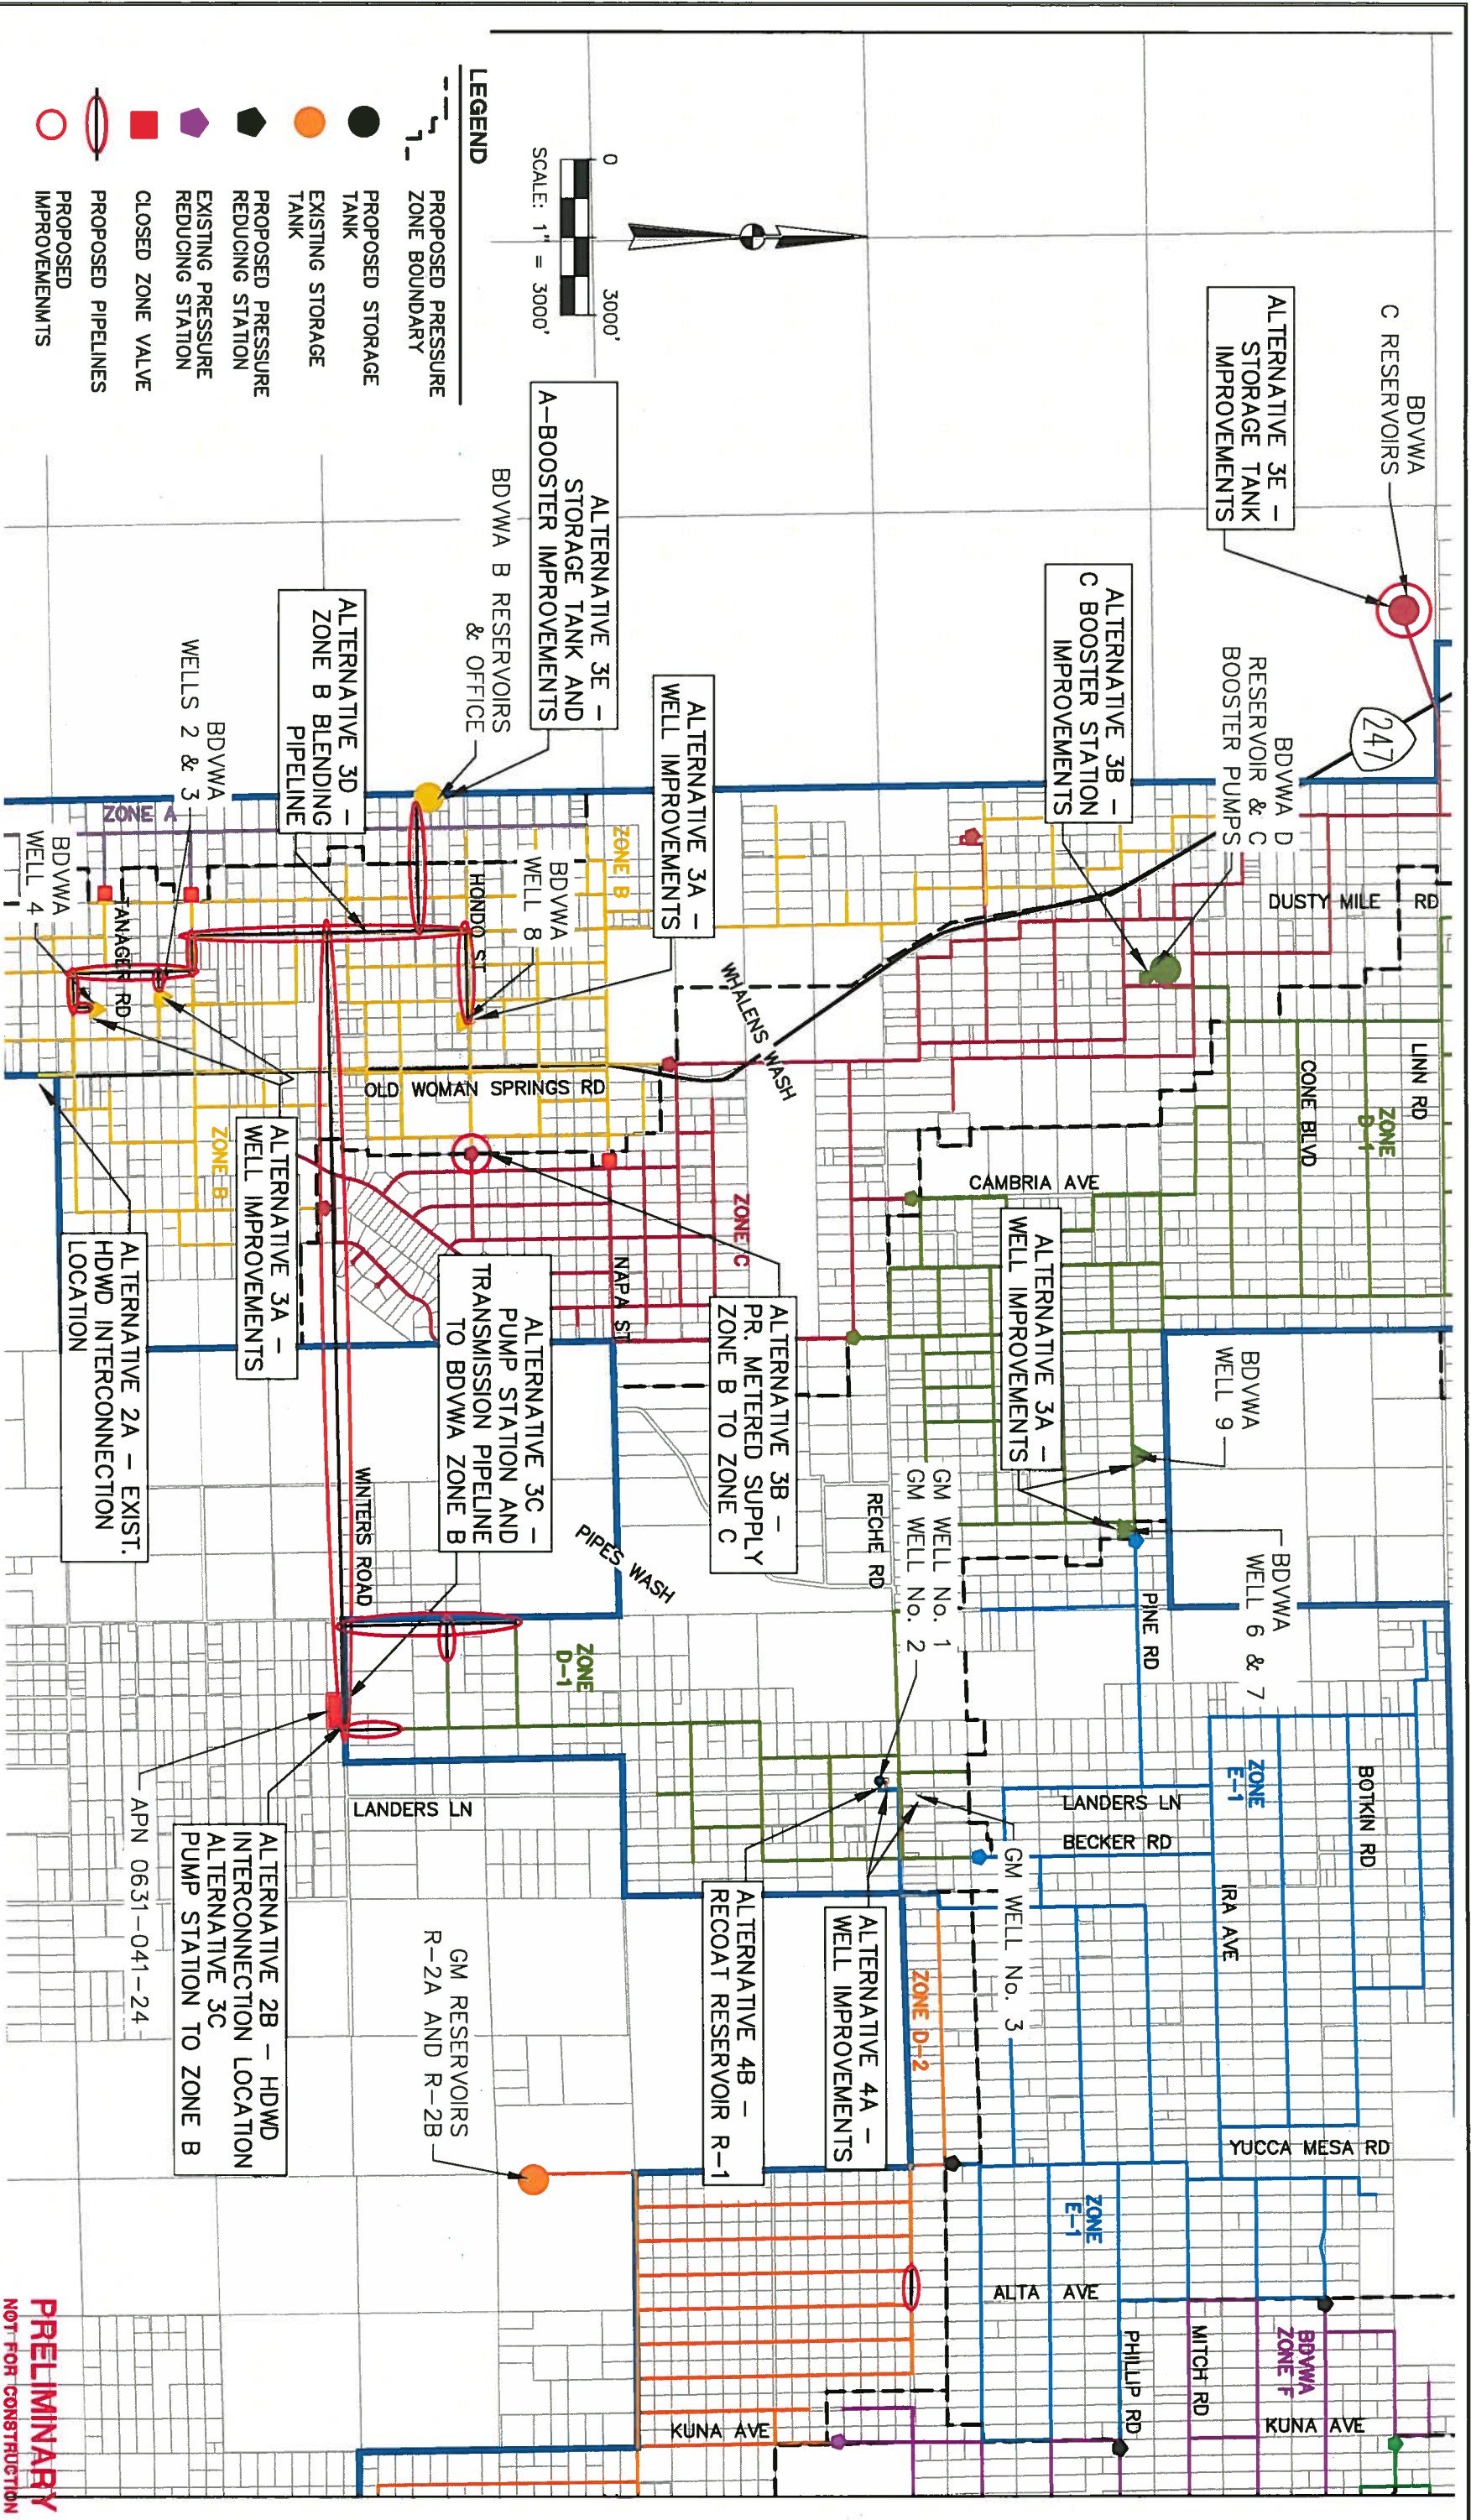 BDVWA
C RESERVOIRS
ALTERNATIVE 3E –
STORAGE TANK
IMPROVEMENTS
247
BDVWA D
RESERVOIR & C
BOOSTER PUMPS
ALTERNATIVE 3B –
C BOOSTER STATION
IMPROVEMENTS
DUSTY MILE RD
LINN RD
ZONE
D-1
CONE BLVD
CAMBRIA AVE
ALTERNATIVE 3A –
WELL IMPROVEMENTS
BDVWA
WELL 9
BDVWA
WELL 6 & 7
PINE RD
BOTKIN RD
ZONE
E-1
IRA AVE
LANDERS LN
BECKER RD
YUCCA MESA RD
ZONE
E-1
ALTA AVE
PHILLIP RD
MITCH RD
BDVWA
ZONE F
KUNA AVE
0
3000'
SCALE: 1" = 3000'
ALTERNATIVE 3E –
STORAGE TANK AND
A-BOOSTER IMPROVEMENTS
BDVWA B RESERVOIRS
& OFFICE
ALTERNATIVE 3A –
WELL IMPROVEMENTS
ZONE B
BDVWA
WELL 8
HONDO ST
WHALENS WASH
OLD WOMAN SPRINGS RD
ZONE C
NAPA ST
ALTERNATIVE 3B –
PR. METERED SUPPLY
ZONE B TO ZONE C
RECHE RD
GM WELL No. 1
GM WELL No. 2
PIPES WASH
ALTERNATIVE 3C –
PUMP STATION AND
TRANSMISSION PIPELINE
TO BDVWA ZONE B
ZONE
D-1
GM WELL No. 3
ALTERNATIVE 4A –
WELL IMPROVEMENTS
ALTERNATIVE 4B –
RECOAT RESERVOIR R-1
ZONE D-2
KUNA AVE
LEGEND
PROPOSED PRESSURE
ZONE BOUNDARY
PROPOSED STORAGE
TANK
EXISTING STORAGE
TANK
PROPOSED PRESSURE
REDUCING STATION
EXISTING PRESSURE
REDUCING STATION
CLOSED ZONE VALVE
PROPOSED PIPELINES
PROPOSED
IMPROVEMENMTS
ALTERNATIVE 3D –
ZONE B BLENDING
PIPELINE
BDVWA
WELLS 2 & 3
ZONE A
BDVWA
WELL 4
TANAGER RD
ZONE B
ALTERNATIVE 3A –
WELL IMPROVEMENTS
ALTERNATIVE 2A – EXIST.
HDWD INTERCONNECTION
LOCATION
WINTERS ROAD
LANDERS LN
APN 0631-041-24
ALTERNATIVE 2B – HDWD
INTERCONNECTION LOCATION
ALTERNATIVE 3C
PUMP STATION TO ZONE B
GM RESERVOIRS
R-2A AND R-2B
PRELIMINARY
NOT FOR CONSTRUCTION